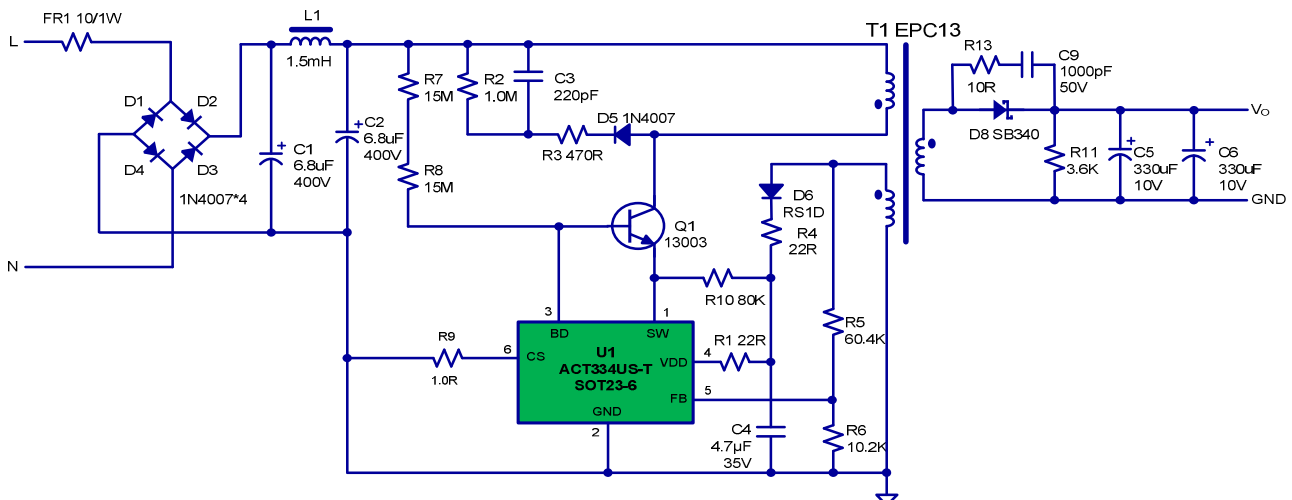 FR1 10/1W
L1
T1 EPC13
L
1.5mH
R13
10R
C9
1000pF
50V
D1
D2
D4
D3
1N4007*4
C1
6.8uF
400V
C2
6.8uF
400V
R7
15M
R2
1.0M
C3
220pF
D5 1N4007
R3 470R
R8
15M
D8 SB340
VO
R11
3.6K
C5
330uF
10V
C6
330uF
10V
GND
D6
RS1D
R4
22R
Q1
13003
N
R10 80K
3
BD
1
SW
R9
1.0R
6
CS
U1
ACT334US-T
SOT23-6
VDD
4
R1 22R
R5
60.4K
FB
5
GND
2
C4
4.7µF
35V
R6
10.2K